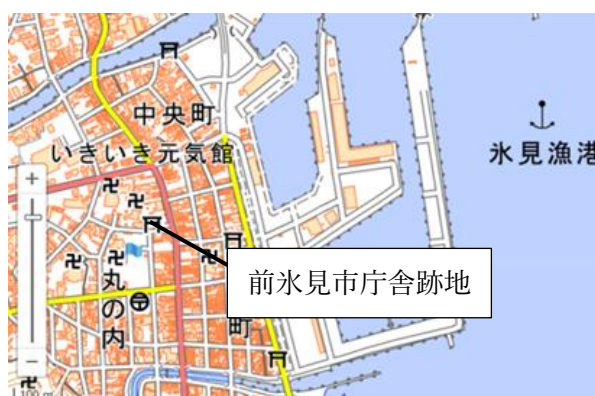 中央町
いきいき元気館
氷見漁港
前氷見市庁舎跡地
丸の内
町
100 m